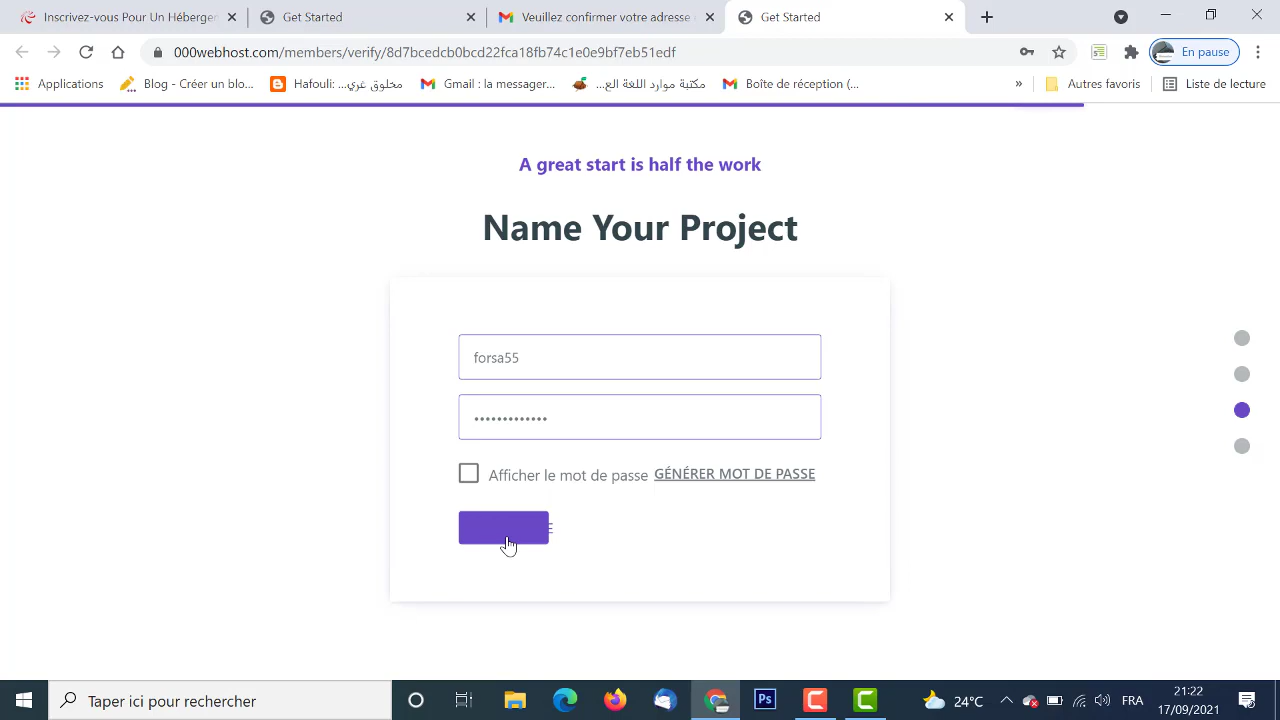 Inscrivez-vous Pour Un Héberge
Get Started
Veuillez confirmer votre adresse
Get Started
000webhost.com/members/verify/8d7bcedcb0bcd22fca18fb74c1e0e9bf7eb51edf
En pause
Applications
Blog - Créer un blo...
Hafouli: مخلوق غري...
Gmail : la messager...
مكتبة موارد اللغة الع...
Boîte de réception (...
»
Autres favoris
Liste de lecture
A great start is half the work
Name Your Project
forsa55
•••••••••••••
Afficher le mot de passe GÉNÉRER MOT DE PASSE
Taper ici pour rechercher
Ps
24°C
FRA
21:22
17/09/2021